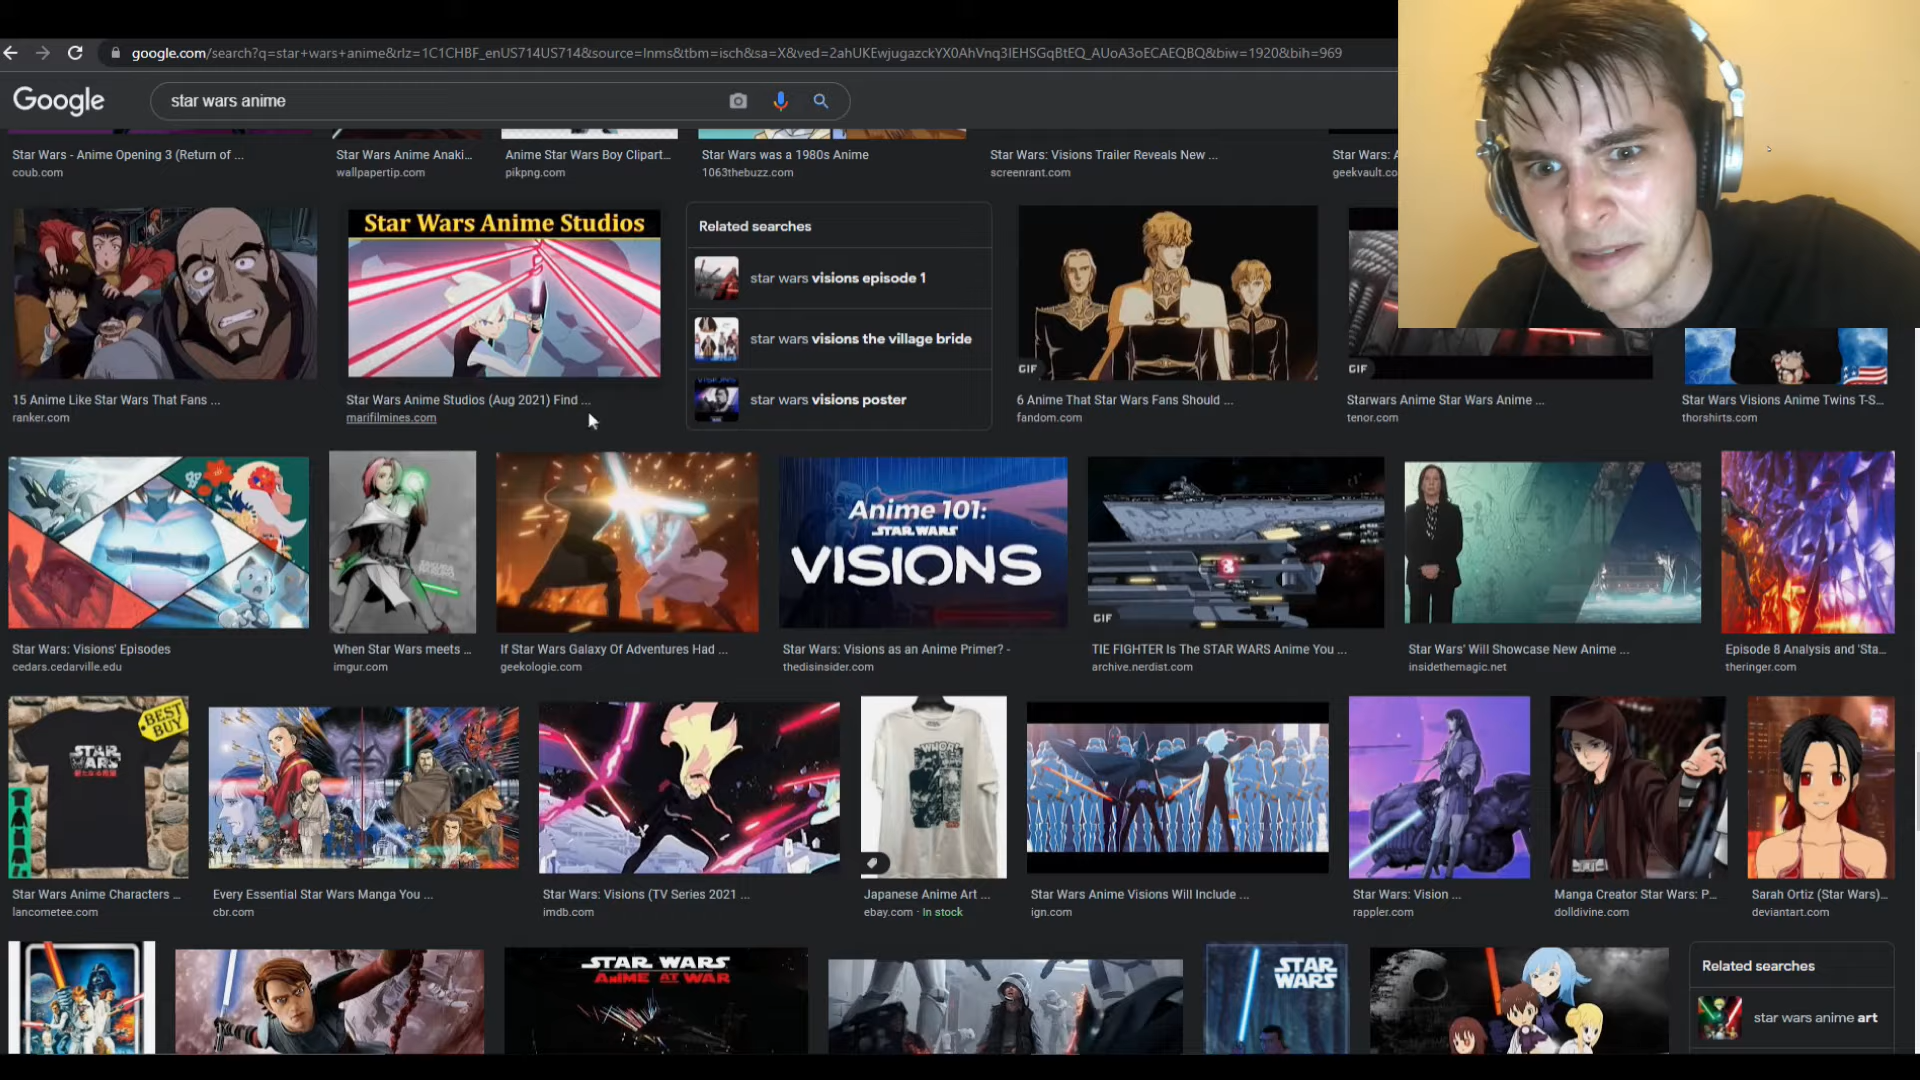 google.com/search?q=star+wars+anime&rlz=1C1CHBF_enUS714US714&source=lnms&tbm=isch&sa=X&ved=2ahUKEwjugazckYX0AhVnq3IEHSGqBtEQ_AUoA3oECAEQBQ&biw=1920&bih=969
Google
star wars anime
Star Wars - Anime Opening 3 (Return of ...
coub.com
Star Wars Anime Anaki...
wallpapertip.com
Anime Star Wars Boy Clipart...
pikpng.com
Star Wars was a 1980s Anime
1063thebuzz.com
Star Wars: Visions Trailer Reveals New ...
screenrant.com
Star Wars: A
geekvault.co
Star Wars Anime Studios
15 Anime Like Star Wars That Fans ...
ranker.com
Star Wars Anime Studios (Aug 2021) Find ...
marifilmines.com
Related searches
star wars visions episode 1
star wars visions the village bride
star wars visions poster
GIF
6 Anime That Star Wars Fans Should ...
fandom.com
GIF
Starwars Anime Star Wars Anime ...
tenor.com
Star Wars Visions Anime Twins T-S...
thorshirts.com
Star Wars: Visions' Episodes
cedars.cedarville.edu
When Star Wars meets ...
imgur.com
If Star Wars Galaxy Of Adventures Had ...
geekologie.com
Anime 101:
STAR WARS
VISIONS
Star Wars: Visions as an Anime Primer? -
thedisinsider.com
GIF
TIE FIGHTER Is The STAR WARS Anime You ...
archive.nerdist.com
Star Wars' Will Showcase New Anime ...
insidethemagic.net
Episode 8 Analysis and 'Sta...
theringer.com
BEST BUY
STAR WARS
Star Wars Anime Characters ...
lancometee.com
Every Essential Star Wars Manga You ...
cbr.com
Star Wars: Visions (TV Series 2021 ...
imdb.com
WHOA!
Japanese Anime Art ...
ebay.com · In stock
Star Wars Anime Visions Will Include ...
ign.com
Star Wars: Vision ...
rappler.com
Manga Creator Star Wars: P...
dolldivine.com
Sarah Ortiz (Star Wars)...
deviantart.com
STAR WARS
ANIME AT WAR
STAR
WARS
Related searches
star wars anime art